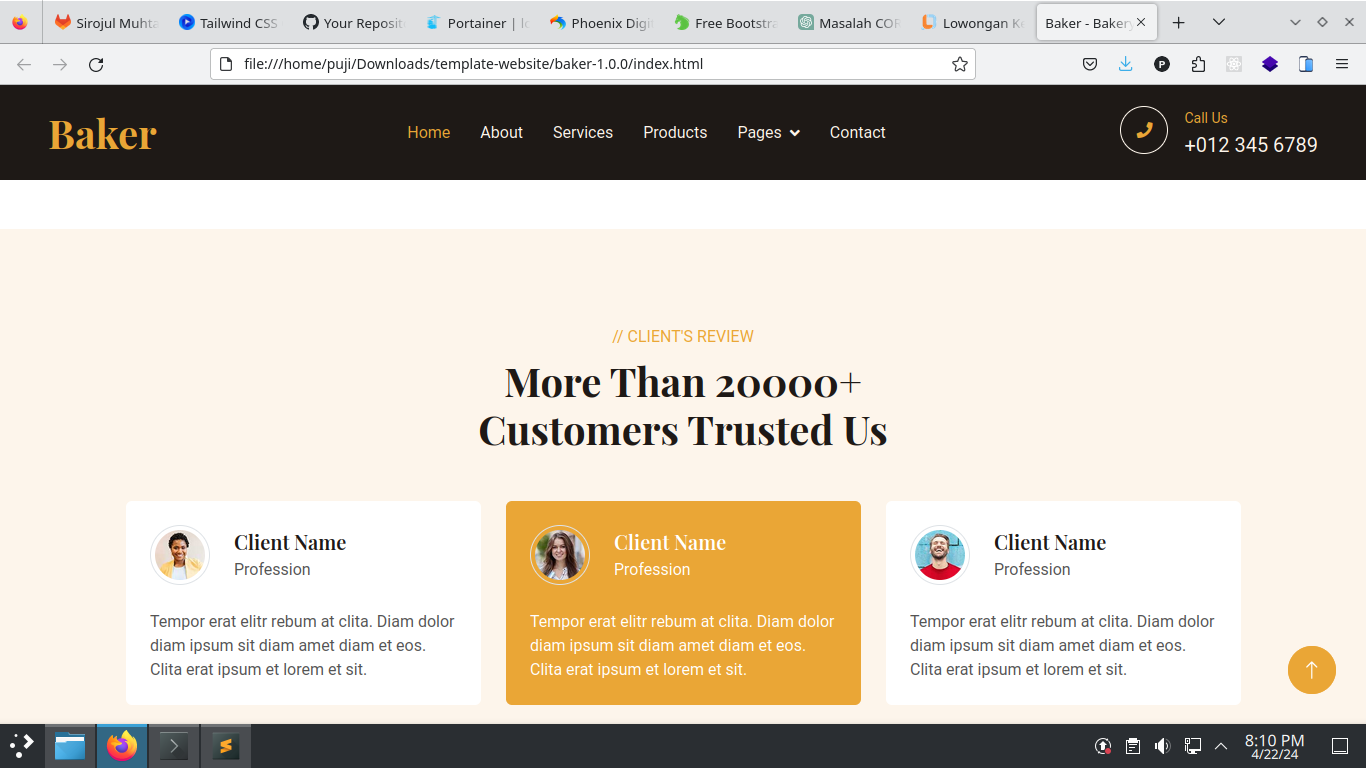 Sirojul Muhta
Tailwind CSS
Your Reposit
Portainer | lo
Phoenix Digi
Free Bootstra
Masalah COR
Lowongan Ke
Baker - Bakery
file:///home/puji/Downloads/template-website/baker-1.0.0/index.html
P
Baker
Home
About
Services
Products
Pages
Contact
Call Us
+012 345 6789
// CLIENT'S REVIEW
More Than 20000+
Customers Trusted Us
Client Name
Profession
Tempor erat elitr rebum at clita. Diam dolor
diam ipsum sit diam amet diam et eos.
Clita erat ipsum et lorem et sit.
Client Name
Profession
Tempor erat elitr rebum at clita. Diam dolor
diam ipsum sit diam amet diam et eos.
Clita erat ipsum et lorem et sit.
Client Name
Profession
Tempor erat elitr rebum at clita. Diam dolor
diam ipsum sit diam amet diam et eos.
Clita erat ipsum et lorem et sit.
8:10 PM
4/22/24